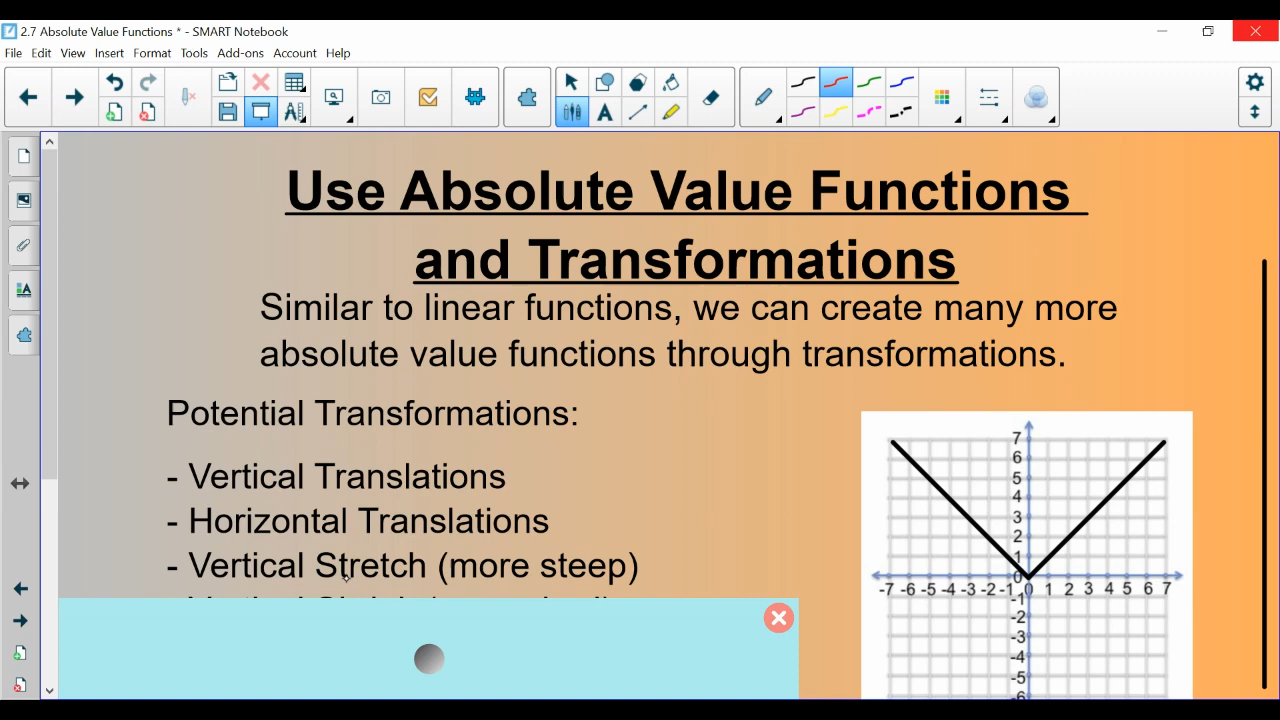 2.7 Absolute Value Functions * - SMART Notebook
File Edit View Insert Format Tools Add-ons Account Help
Use Absolute Value Functions
and Transformations
Similar to linear functions, we can create many more
absolute value functions through transformations.
Potential Transformations:
- Vertical Translations
- Horizontal Translations
- Vertical Stretch (more steep)
7
6
5
4
3
2
1
0
-7 -6 -5 -4 -3 -2 -1 0 1 2 3 4 5 6 7
-1
-2
-3
-4
-5
-6